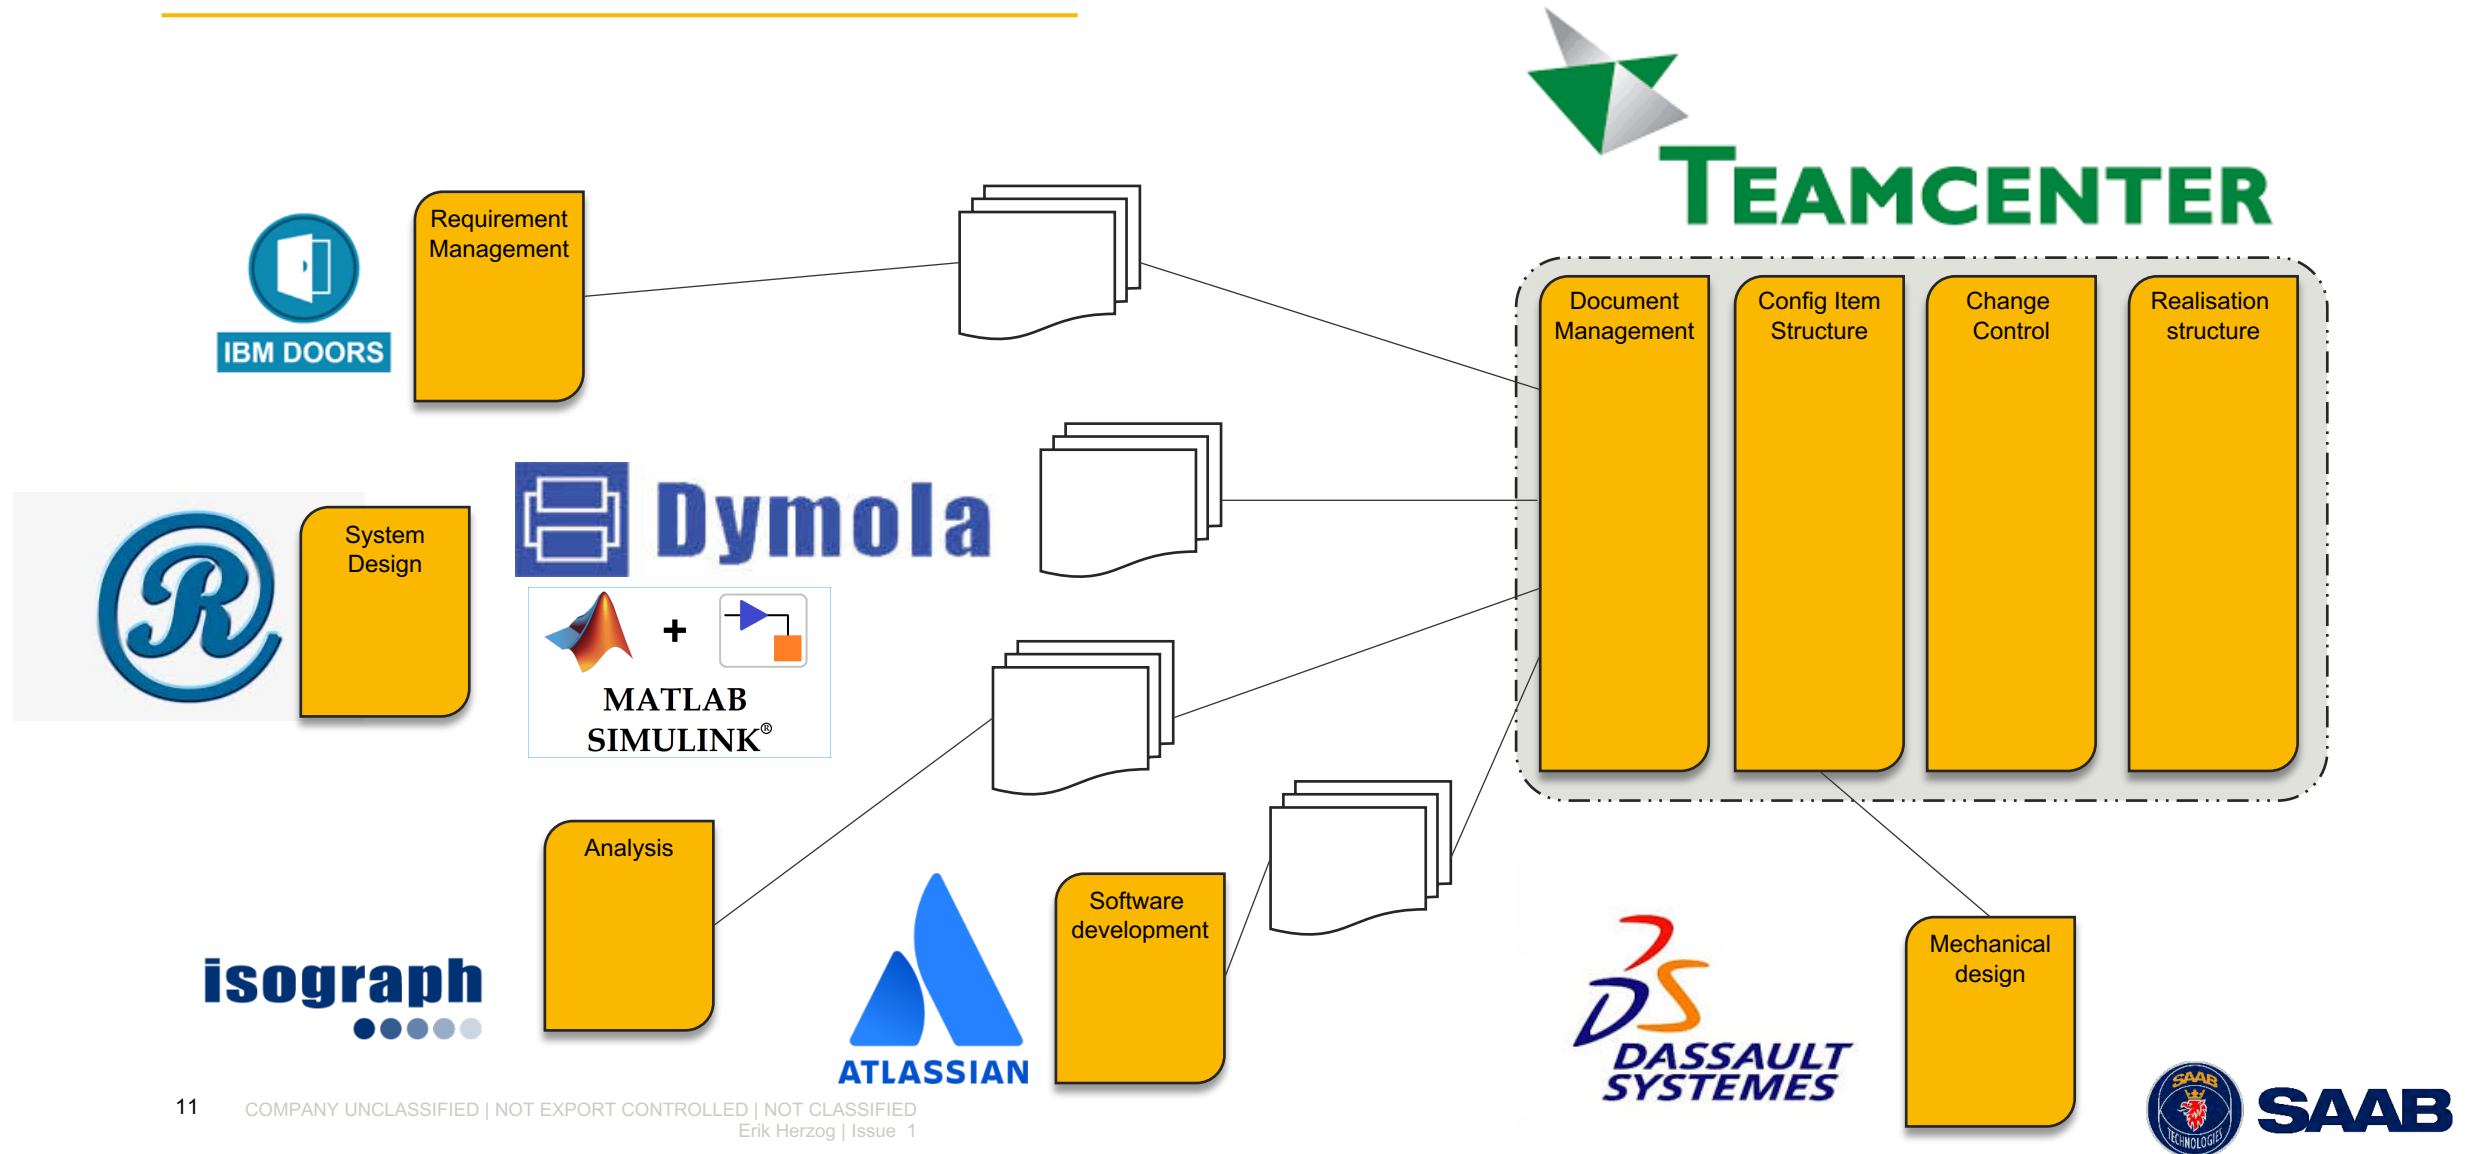 TEAMCENTER
Requirement
Management
IBM DOORS
Document
Management
Config Item
Structure
Change
Control
Realisation
structure
R
System
Design
Dymola
+
MATLAB
SIMULINK®
Analysis
isograph
ATLASSIAN
Software
development
DASSAULT
SYSTEMES
Mechanical
design
11
COMPANY UNCLASSIFIED | NOT EXPORT CONTROLLED | NOT CLASSIFIED
Erik Herzog | Issue 1
SAAB
TECHNOLOGIES
SAAB